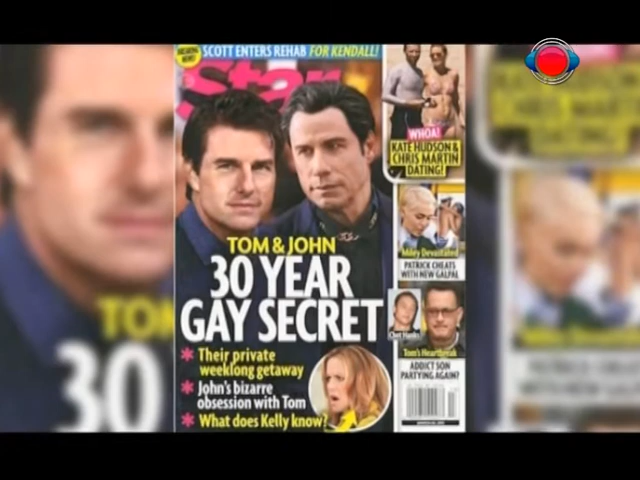 BREAKING NEWS!
SCOTT ENTERS REHAB FOR KENDALL!
Star
WHOA!
KATE HUDSON &
CHRIS MARTIN
DATING!
TOM & JOHN
30 YEAR
GAY SECRET
* Their private
weeklong getaway
* John's bizarre
obsession with Tom
* What does Kelly know?
Miley Devastated
PATRICK CHEATS
WITH NEW GALPAL
Chet Hanks
Tom's Heartbreak
ADDICT SON
PARTYING AGAIN?
TOM
30